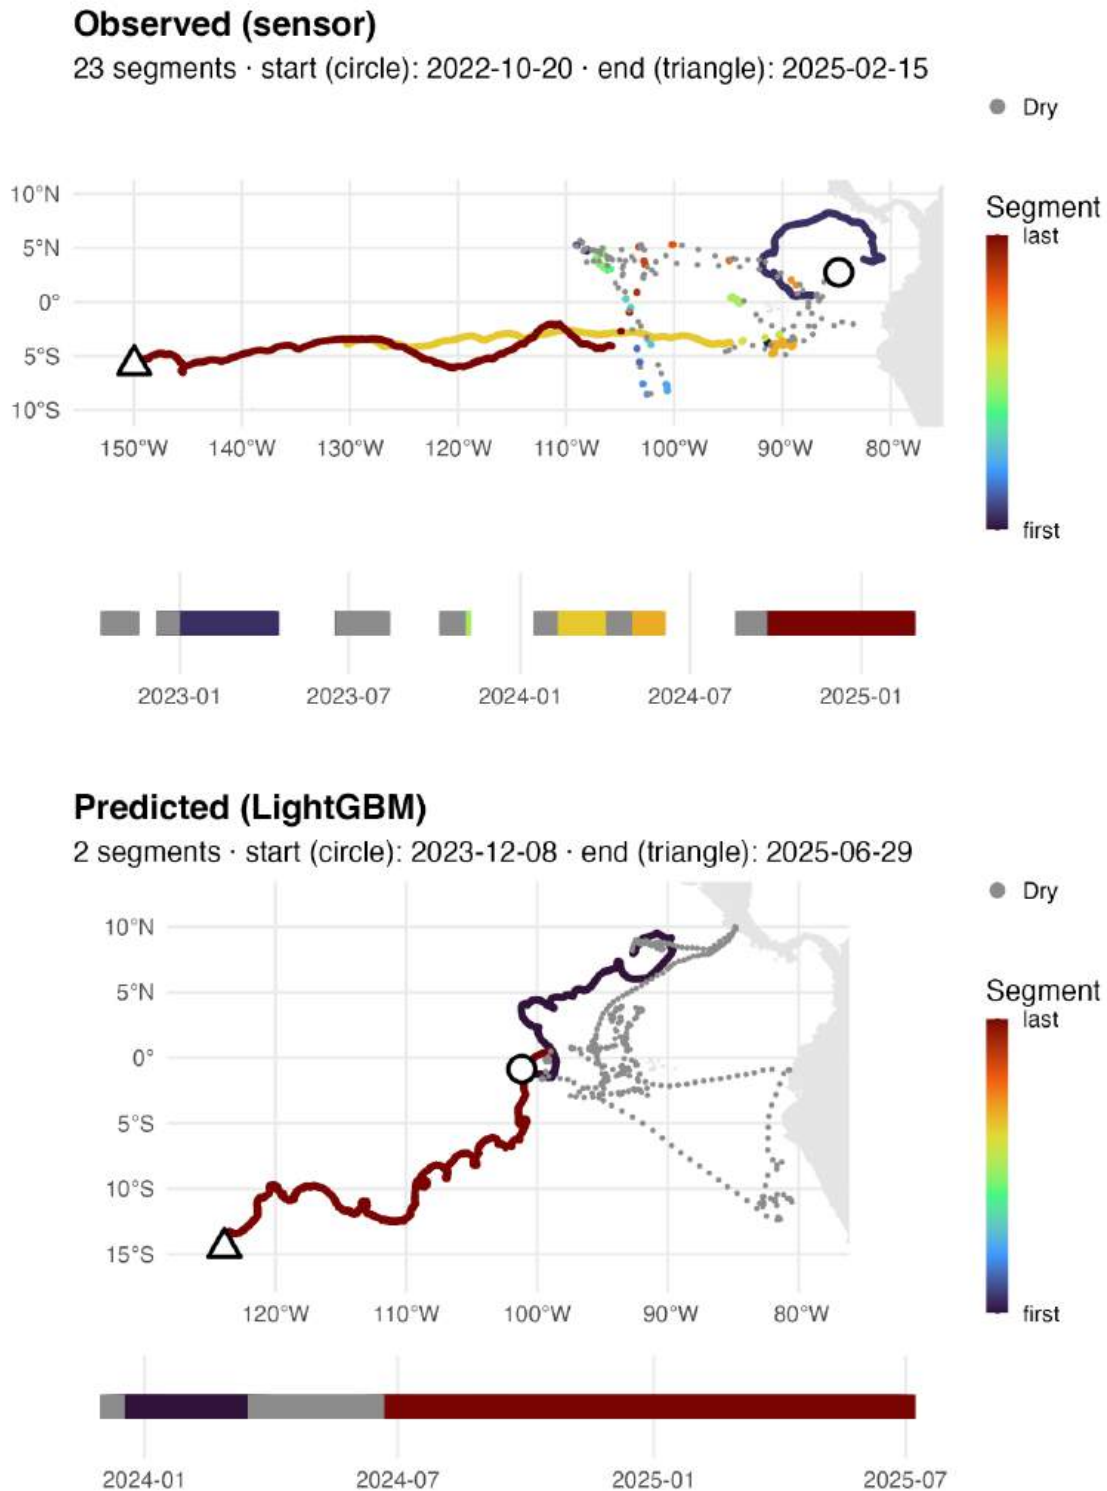 Observed (sensor)
23 segments · start (circle): 2022-10-20 · end (triangle): 2025-02-15
Dry
10°N
5°N
0°
5°S
10°S
150°W 140°W 130°W 120°W 110°W 100°W 90°W 80°W
Segment
last
first
2023-01 2023-07 2024-01 2024-07 2025-01
Predicted (LightGBM)
2 segments · start (circle): 2023-12-08 · end (triangle): 2025-06-29
Dry
10°N
5°N
0°
5°S
10°S
15°S
120°W 110°W 100°W 90°W 80°W
Segment
last
first
2024-01 2024-07 2025-01 2025-07